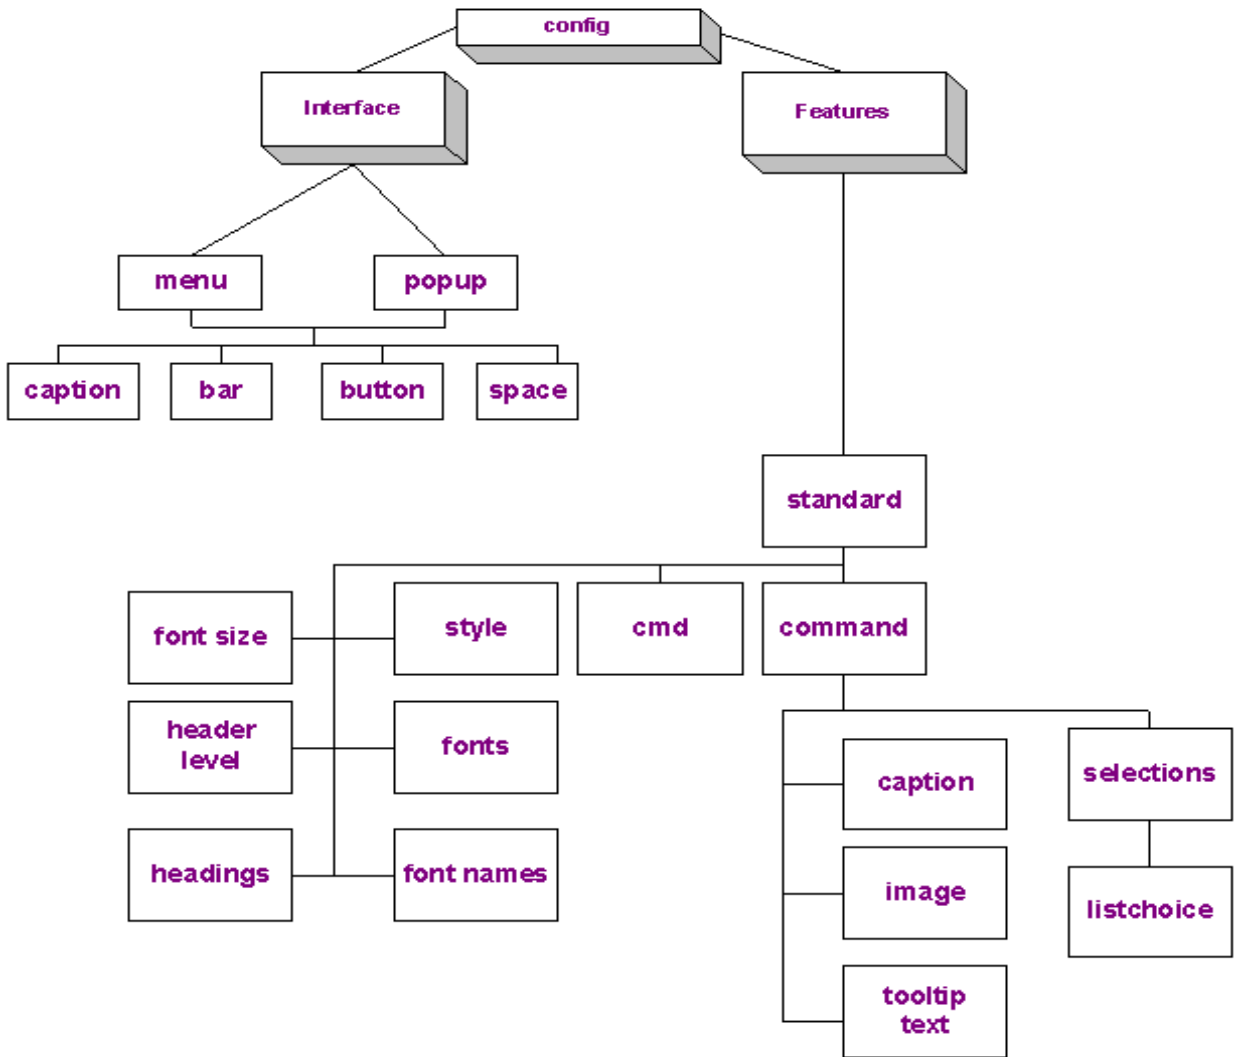 config
Interface
Features
menu
popup
caption
bar
button
space
standard
font size
style
cmd
command
header
level
fonts
caption
selections
headings
font names
image
listchoice
tooltip
text